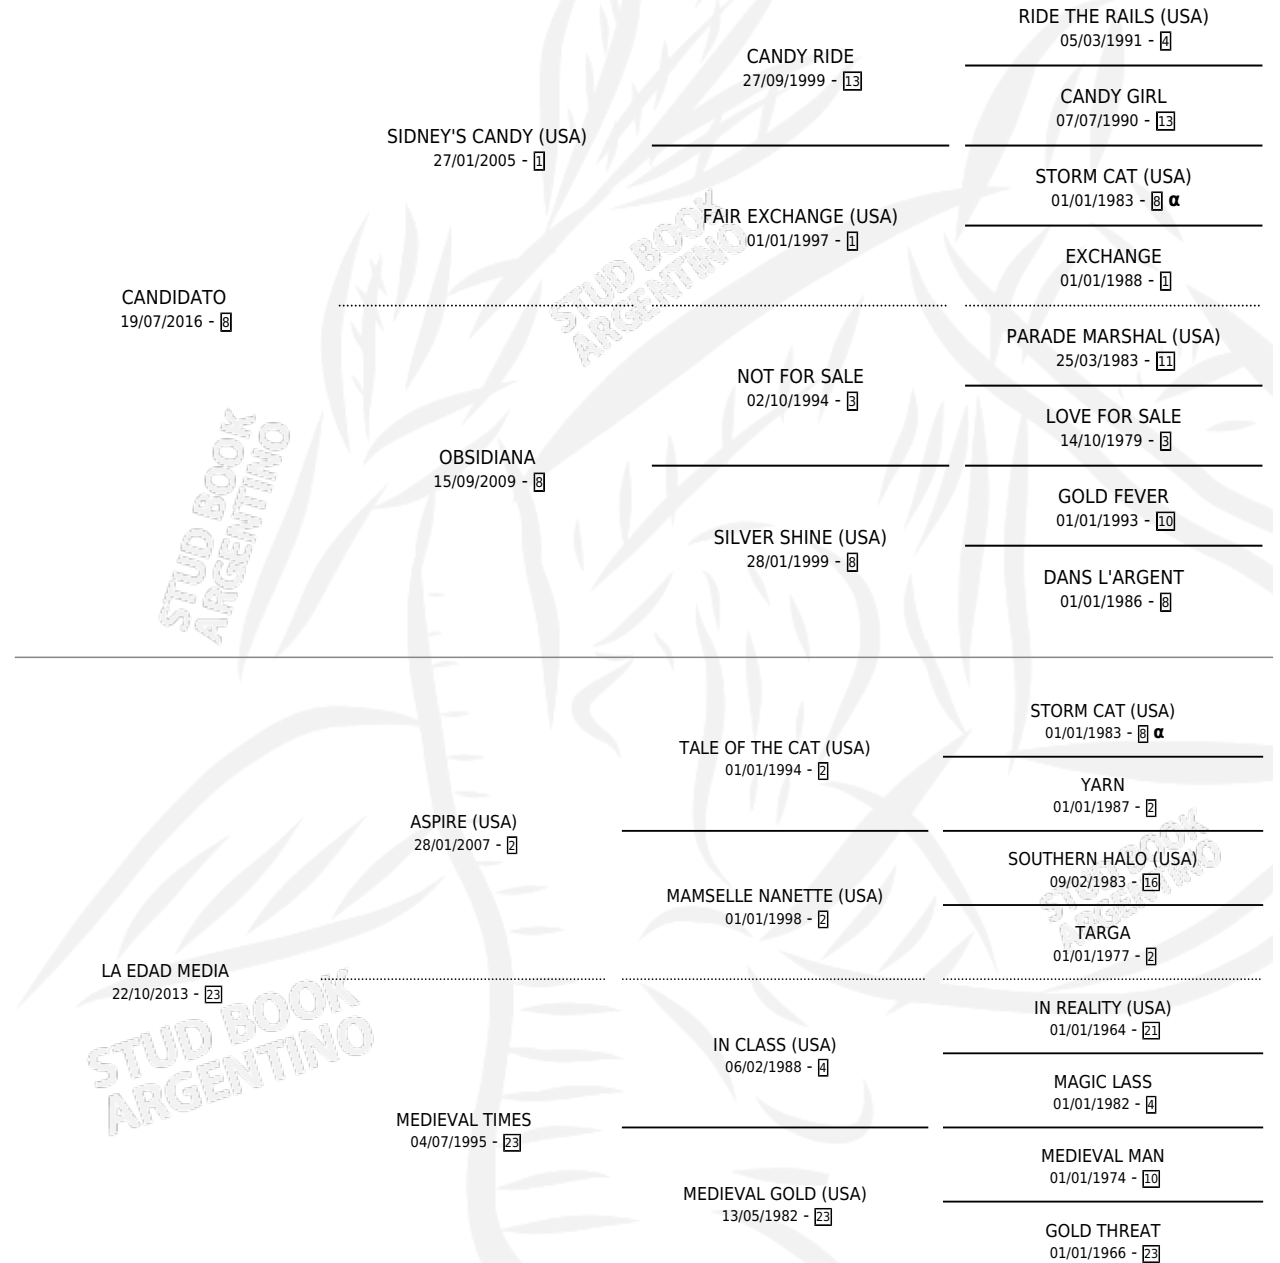 RIDE THE RAILS (USA)
05/03/1991 - 4
CANDY RIDE
27/09/1999 - 13
CANDY GIRL
07/07/1990 - 13
SIDNEY'S CANDY (USA)
27/01/2005 - 1
STORM CAT (USA)
01/01/1983 - 8 α
FAIR EXCHANGE (USA)
01/01/1997 - 1
EXCHANGE
01/01/1988 - 1
CANDIDATO
19/07/2016 - 8
PARADE MARSHAL (USA)
25/03/1983 - 11
NOT FOR SALE
02/10/1994 - 3
LOVE FOR SALE
14/10/1979 - 3
OBSIDIANA
15/09/2009 - 8
GOLD FEVER
01/01/1993 - 10
SILVER SHINE (USA)
28/01/1999 - 8
DANS L'ARGENT
01/01/1986 - 8
STORM CAT (USA)
01/01/1983 - 8 α
TALE OF THE CAT (USA)
01/01/1994 - 2
YARN
01/01/1987 - 2
ASPIRE (USA)
28/01/2007 - 2
SOUTHERN HALO (USA)
09/02/1983 - 16
MAMSELLE NANETTE (USA)
01/01/1998 - 2
TARGA
01/01/1977 - 2
LA EDAD MEDIA
22/10/2013 - 23
IN REALITY (USA)
01/01/1964 - 21
IN CLASS (USA)
06/02/1988 - 4
MAGIC LASS
01/01/1982 - 4
MEDIEVAL TIMES
04/07/1995 - 23
MEDIEVAL MAN
01/01/1974 - 10
MEDIEVAL GOLD (USA)
13/05/1982 - 23
GOLD THREAT
01/01/1966 - 23
STUD BOOK
ARGENTINO
STUD BOOK
ARGENTINO
STUD BOOK
ARGENTINO
STUD BOOK
ARGENTINO